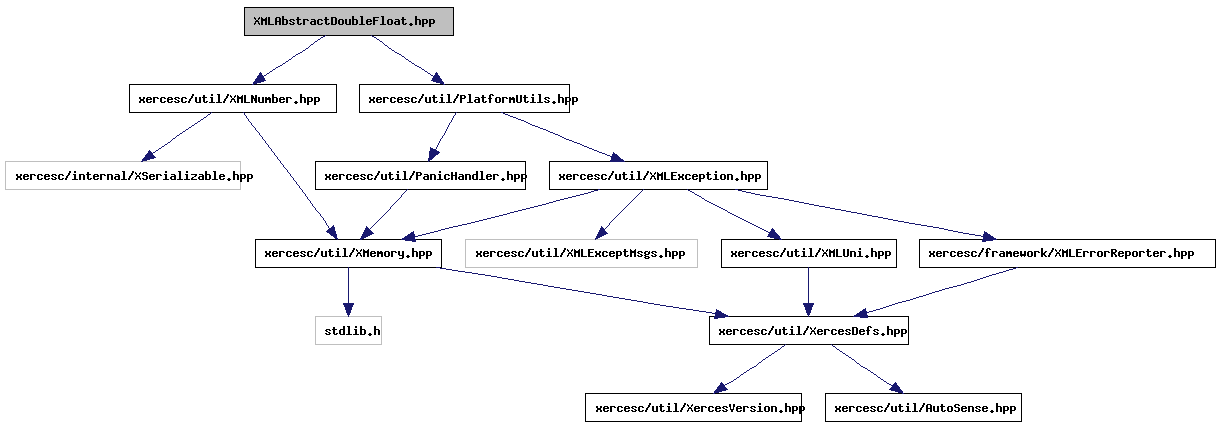 XMLAbstractDoubleFloat.hpp
xercesc/util/XMLNumber.hpp
xercesc/util/PlatformUtils.hpp
xercesc/internal/XSerializable.hpp
xercesc/util/PanicHandler.hpp
xercesc/util/XMLException.hpp
xercesc/util/XMemory.hpp
xercesc/util/XMLExceptMsgs.hpp
xercesc/util/XMLUni.hpp
xercesc/framework/XMLErrorReporter.hpp
stdlib.h
xercesc/util/XercesDefs.hpp
xercesc/util/XercesVersion.hpp
xercesc/util/AutoSense.hpp